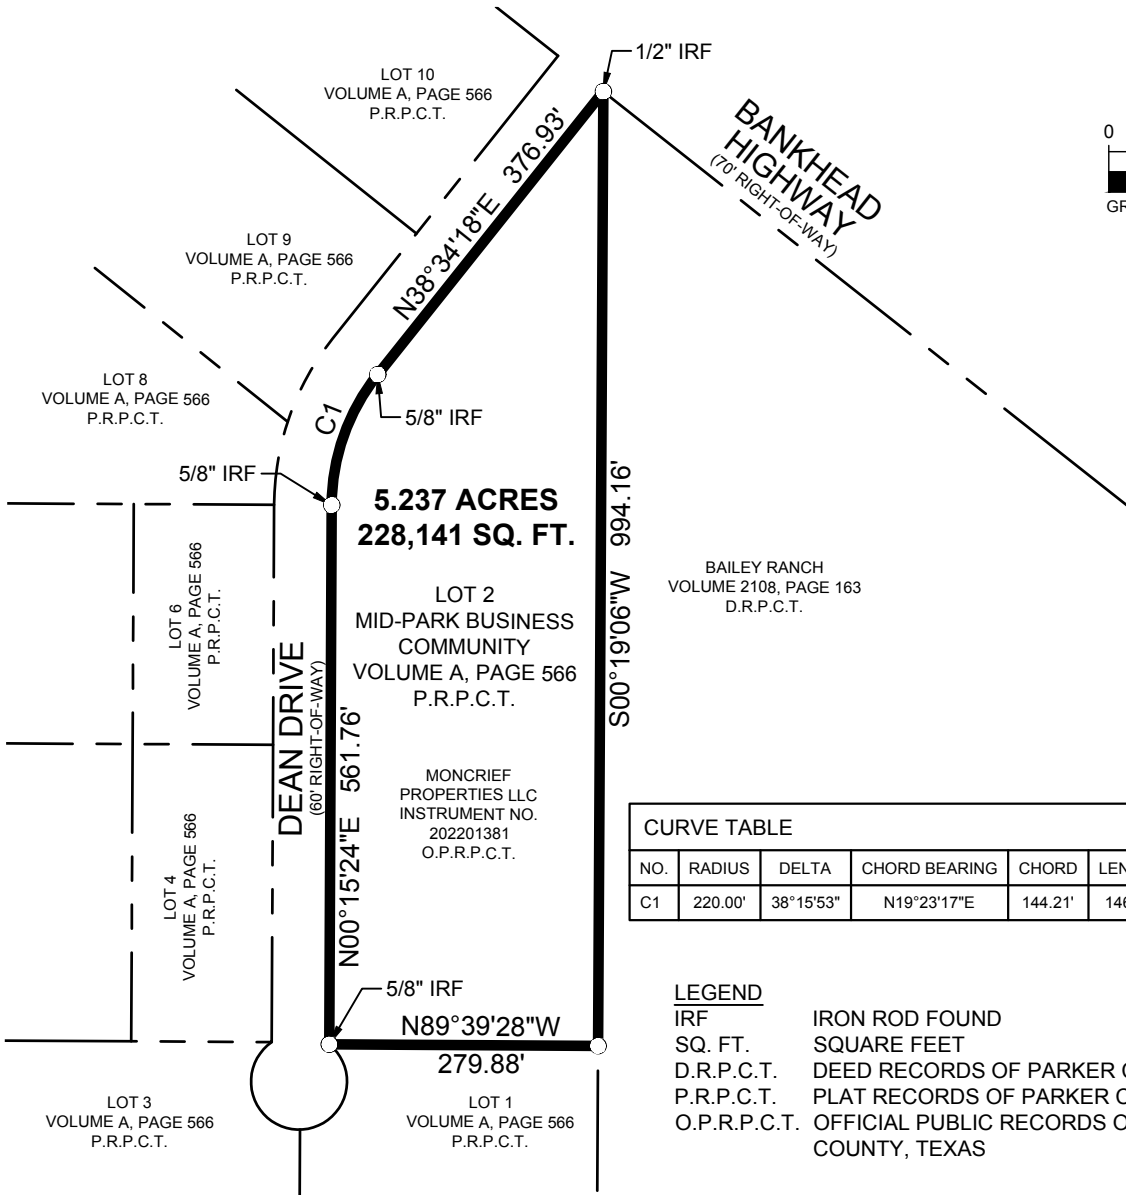 1/2" IRF
LOT 10
VOLUME A, PAGE 566
P.R.P.C.T.
BANKHEAD
HIGHWAY
(70' RIGHT-OF-WAY)
0
N38°34'18"E 376.93'
LOT 9
VOLUME A, PAGE 566
P.R.P.C.T.
LOT 8
VOLUME A, PAGE 566
P.R.P.C.T.
C1
5/8" IRF
5/8" IRF
5.237 ACRES
228,141 SQ. FT.
S00°19'06"W 994.16'
LOT 6
VOLUME A, PAGE 566
P.R.P.C.T.
LOT 2
MID-PARK BUSINESS
COMMUNITY
VOLUME A, PAGE 566
P.R.P.C.T.
BAILEY RANCH
VOLUME 2108, PAGE 163
D.R.P.C.T.
DEAN DRIVE
(60' RIGHT-OF-WAY)
N00°15'24"E 561.76'
MONCRIEF
PROPERTIES LLC
INSTRUMENT NO.
202201381
O.P.R.P.C.T.
LOT 4
VOLUME A, PAGE 566
P.R.P.C.T.
CURVE TABLE
NO. RADIUS DELTA CHORD BEARING CHORD
C1 220.00' 38°15'53" N19°23'17"E 144.21'
5/8" IRF
N89°39'28"W
279.88'
LOT 3
VOLUME A, PAGE 566
P.R.P.C.T.
LOT 1
VOLUME A, PAGE 566
P.R.P.C.T.
LEGEND
IRF IRON ROD FOUND
SQ. FT. SQUARE FEET
D.R.P.C.T. DEED RECORDS OF PARKER
P.R.P.C.T. PLAT RECORDS OF PARKER
O.P.R.P.C.T. OFFICIAL PUBLIC RECORDS
COUNTY, TEXAS